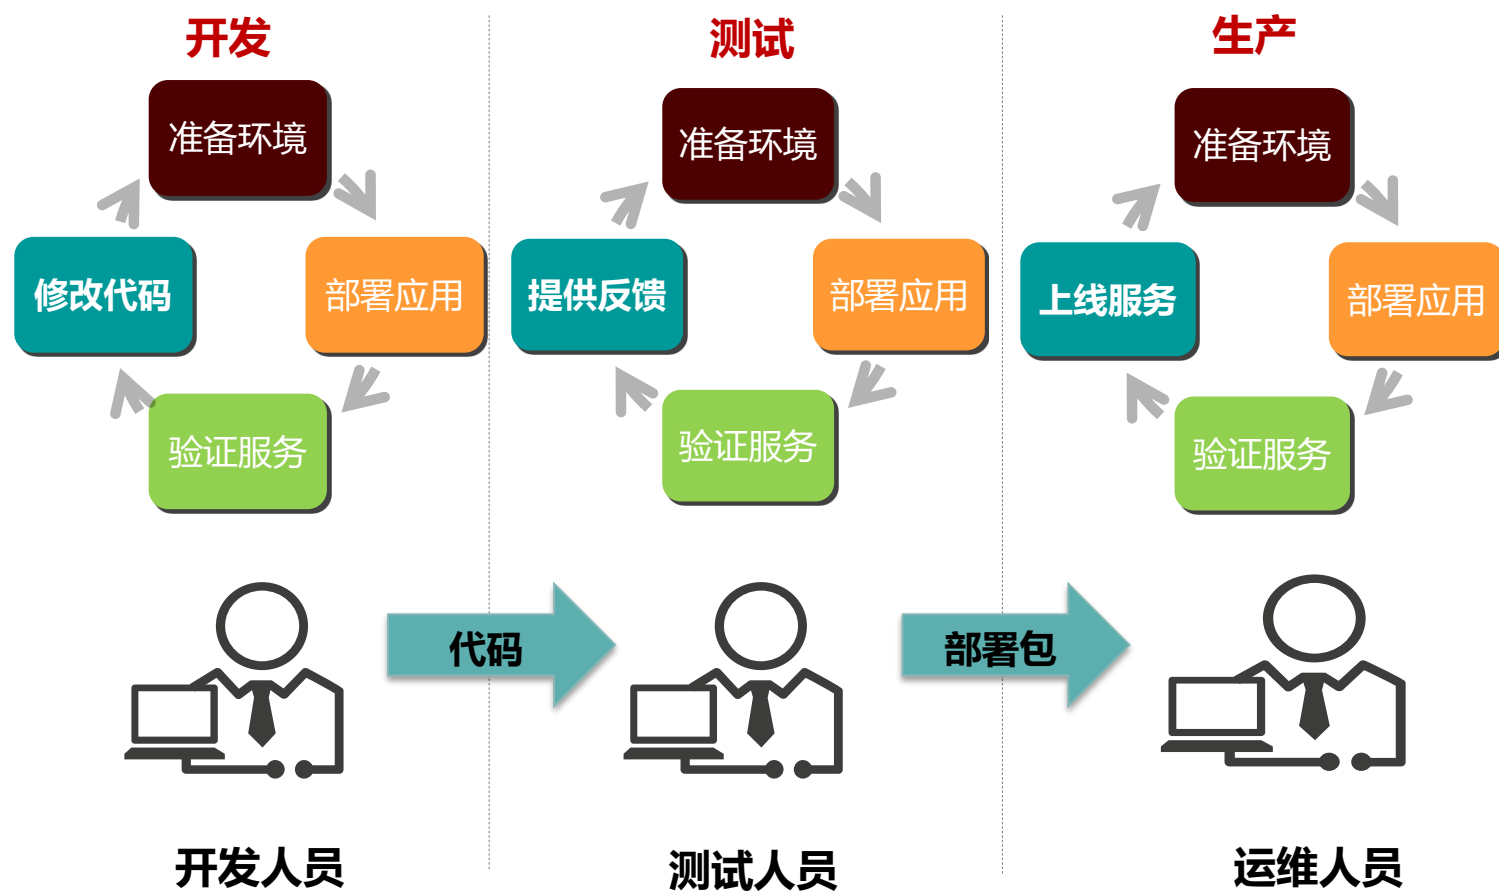 开发
测试
生产
准备环境
准备环境
准备环境
修改代码
部署应用
提供反馈
部署应用
上线服务
部署应用
验证服务
验证服务
验证服务
代码
部署包
开发人员
测试人员
运维人员